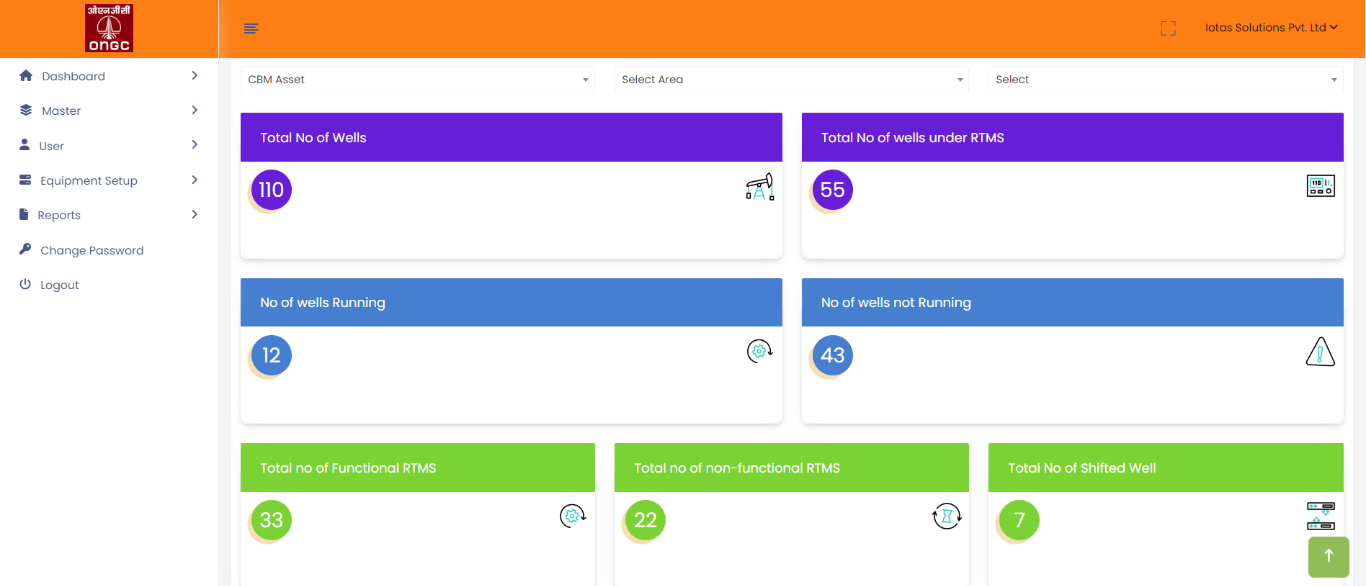 ओएनजीसी
ONGC
Iotas Solutions Pvt. Ltd
Dashboard
Master
User
Equipment Setup
Reports
Change Password
Logout
CBM Asset
Select Area
Select
Total No of Wells
110
Total No of wells under RTMS
55
No of wells Running
12
No of wells not Running
43
Total no of Functional RTMS
33
Total no of non-functional RTMS
22
Total No of Shifted Well
7